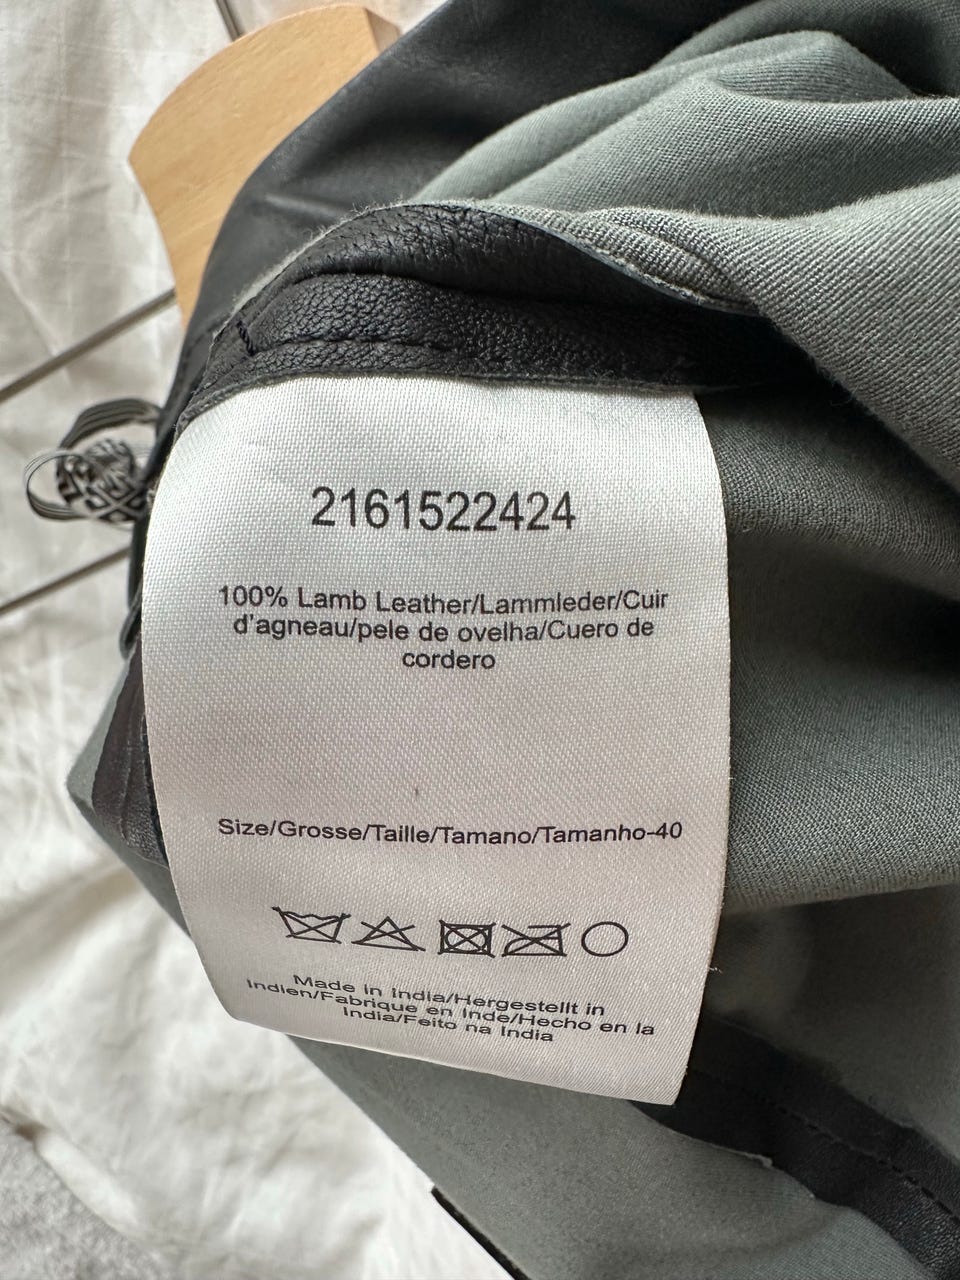 2161522424
100% Lamb Leather/Lammleder/Cuir
d'agneau/pele de ovelha/Cuero de
cordero
Size/Grosse/Taille/Tamano/Tamanho-40
Made in India/Hergestellt in
Indien/Fabrique en Inde/Hecho en la
India/Feito na India